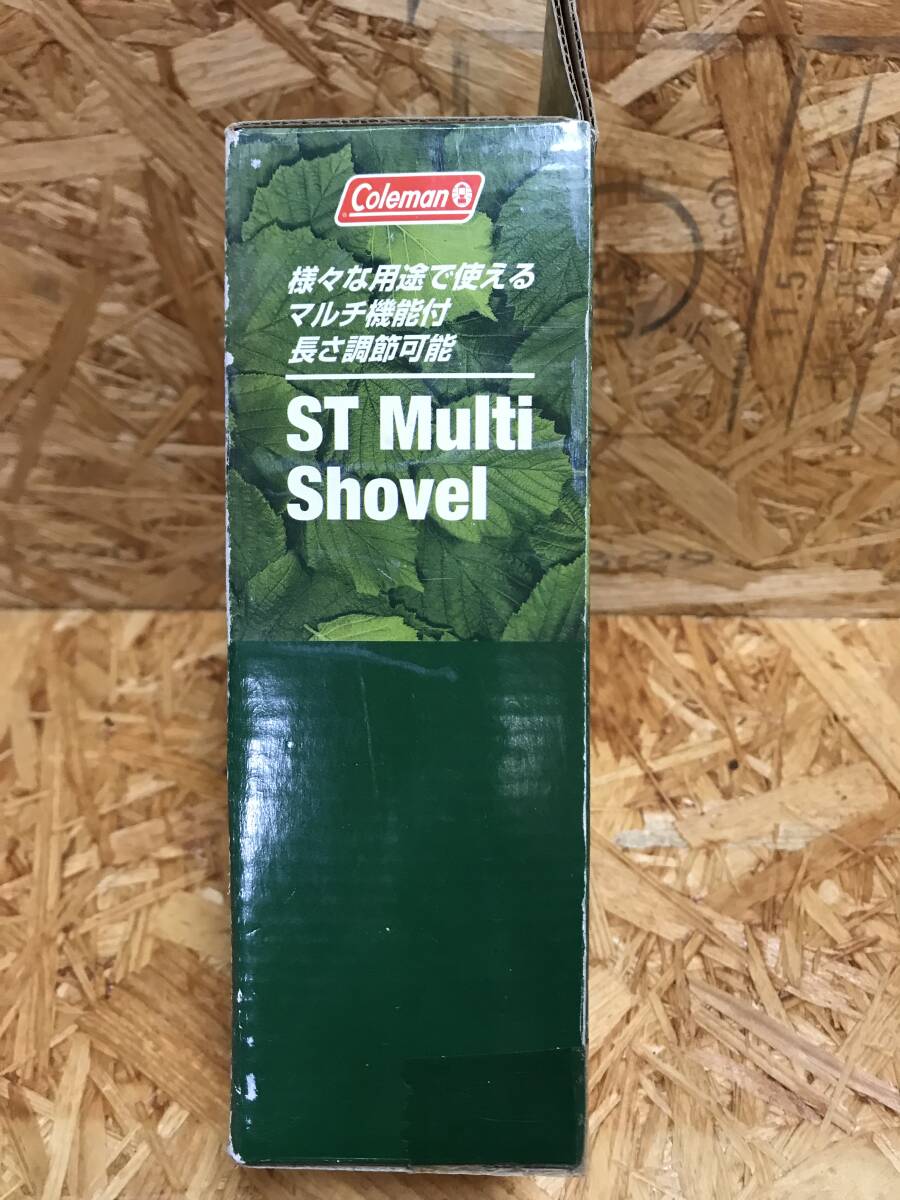 Coleman
様々な用途で使える
マルチ機能付
長さ調節可能
ST Multi
Shovel